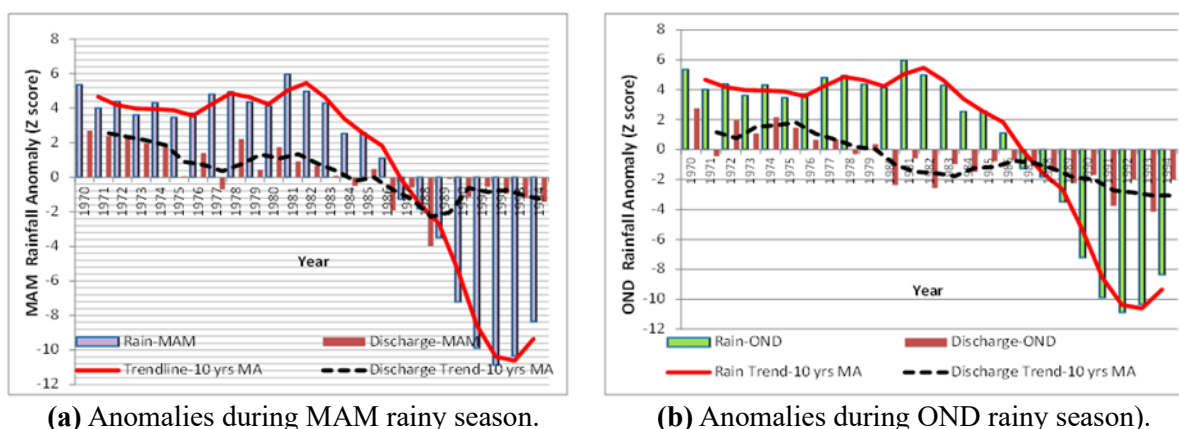 8
6
4
2
0
-2
-4
-6
-8
-10
-12
MAM Rainfall Anomaly (Z score)
1970 1971 1972 1973 1974 1975 1976 1977 1978 1979 1980 1981 1982 1983 1984 1985 1986 1988 1994
Year
Rain-MAM
Discharge-MAM
Trendline-10 yrs MA
Discharge Trend-10 yrs MA
(a) Anomalies during MAM rainy season.
8
6
4
2
0
-2
-4
-6
-8
-10
-12
OND Rainfall Anomaly (Z score)
1970 1971 1972 1973 1974 1975 1976 1977 1978 1979 1980 1994
Year
Rain-OND
Discharge-OND
Rain Trend-10 yrs MA
Discharge Trend-10 yrs MA
(b) Anomalies during OND rainy season).